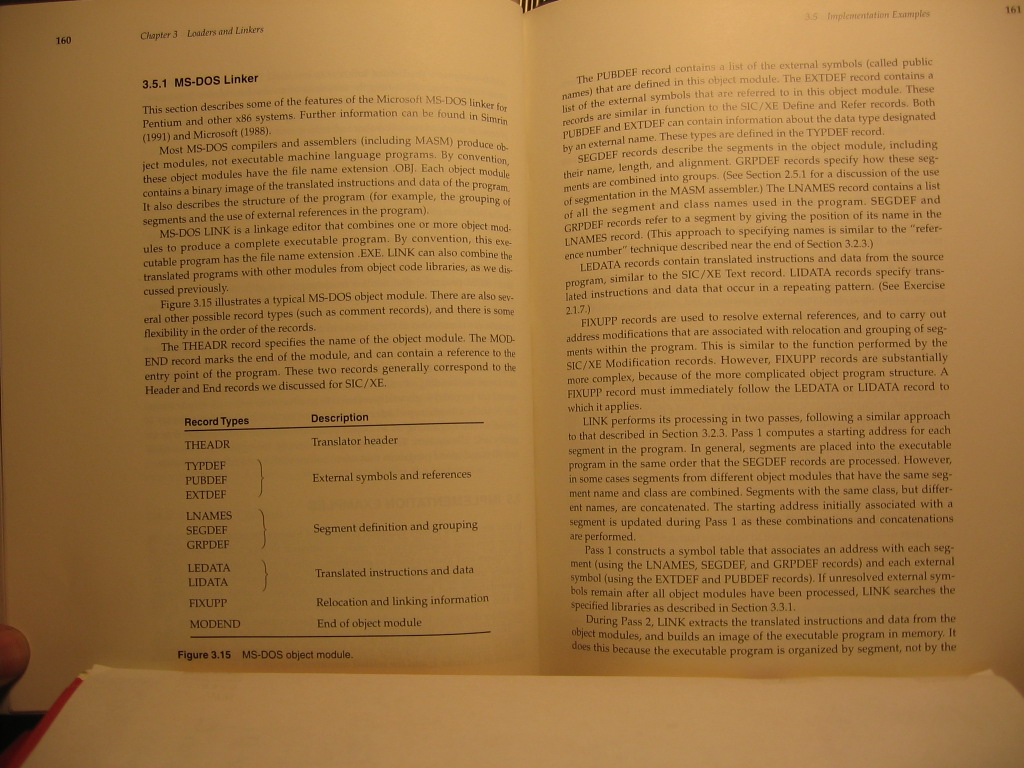 160
Chapter 3 Loaders and Linkers
3.5.1 MS-DOS Linker
This section describes some of the features of the Microsoft MS-DOS linker for
Pentium and other x86 systems. Further information can be found in Simrin
(1991) and Microsoft (1988).
Most MS-DOS compilers and assemblers (including MASM) produce ob-
ject modules, not executable machine language programs. By convention,
these object modules have the file name extension .OBJ. Each object module
contains a binary image of the translated instructions and data of the program.
It also describes the structure of the program (for example, the grouping of
segments and the use of external references in the program).
MS-DOS LINK is a linkage editor that combines one or more object mod-
ules to produce a complete executable program. By convention, this exe-
cutable program has the file name extension .EXE. LINK can also combine the
translated programs with other modules from object code libraries, as we dis-
cussed previously.
Figure 3.15 illustrates a typical MS-DOS object module. There are also sev-
eral other possible record types (such as comment records), and there is some
flexibility in the order of the records.
The THEADR record specifies the name of the object module. The MOD-
END record marks the end of the module, and can contain a reference to the
entry point of the program. These two records generally correspond to the
Header and End records we discussed for SIC/XE.
Record Types Description
THEADR Translator header
TYPDEF
PUBDEF External symbols and references
EXTDEF
LNAMES
SEGDEF Segment definition and grouping
GRPDEF
LEDATA Translated instructions and data
LIDATA
FIXUPP Relocation and linking information
MODEND End of object module
Figure 3.15 MS-DOS object module.
3.5 Implementation Examples
161
The PUBDEF record contains a list of the external symbols (called public
names) that are defined in this object module. The EXTDEF record contains a
list of the external symbols that are referred to in this object module. These
records are similar in function to the SIC/XE Define and Refer records. Both
PUBDEF and EXTDEF can contain information about the data type designated
by an external name. These types are defined in the TYPDEF record.
SEGDEF records describe the segments in the object module, including
their name, length, and alignment. GRPDEF records specify how these seg-
ments are combined into groups. (See Section 2.5.1 for a discussion of the use
of segmentation in the MASM assembler.) The LNAMES record contains a list
of all the segment and class names used in the program. SEGDEF and
GRPDEF records refer to a segment by giving the position of its name in the
LNAMES record. (This approach to specifying names is similar to the "refer-
ence number" technique described near the end of Section 3.2.3.)
LEDATA records contain translated instructions and data from the source
program, similar to the SIC/XE Text record. LIDATA records specify trans-
lated instructions and data that occur in a repeating pattern. (See Exercise
2.1.7.)
FIXUPP records are used to resolve external references, and to carry out
address modifications that are associated with relocation and grouping of seg-
ments within the program. This is similar to the function performed by the
SIC/XE Modification records. However, FIXUPP records are substantially
more complex, because of the more complicated object program structure. A
FIXUPP record must immediately follow the LEDATA or LIDATA record to
which it applies.
LINK performs its processing in two passes, following a similar approach
to that described in Section 3.2.3. Pass 1 computes a starting address for each
segment in the program. In general, segments are placed into the executable
program in the same order that the SEGDEF records are processed. However,
in some cases segments from different object modules that have the same seg-
ment name and class are combined. Segments with the same class, but differ-
ent names, are concatenated. The starting address initially associated with a
segment is updated during Pass 1 as these combinations and concatenations
are performed.
Pass 1 constructs a symbol table that associates an address with each seg-
ment (using the LNAMES, SEGDEF, and GRPDEF records) and each external
symbol (using the EXTDEF and PUBDEF records). If unresolved external sym-
bols remain after all object modules have been processed, LINK searches the
specified libraries as described in Section 3.3.1.
During Pass 2, LINK extracts the translated instructions and data from the
object modules, and builds an image of the executable program in memory. It
does this because the executable program is organized by segment, not by the